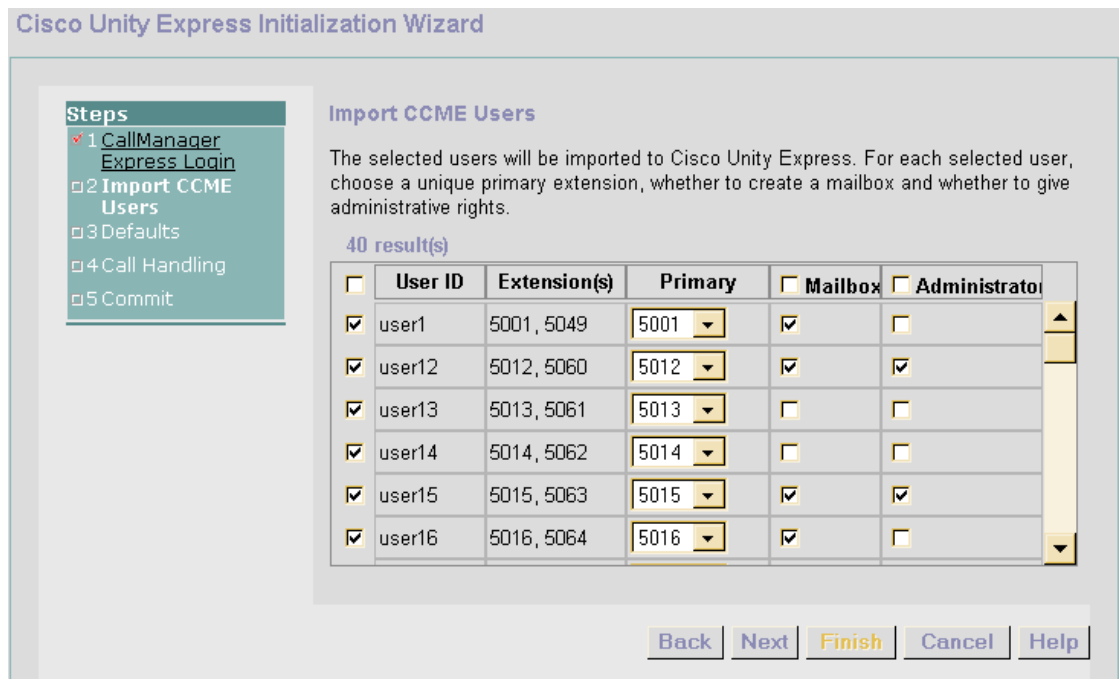 Cisco Unity Express Initialization Wizard
Steps
1 CallManager
Express Login
2 Import CCME
Users
3 Defaults
4 Call Handling
5 Commit
Import CCME Users
The selected users will be imported to Cisco Unity Express. For each selected user,
choose a unique primary extension, whether to create a mailbox and whether to give
administrative rights.
40 result(s)
User ID Extension(s) Primary Mailbox Administrator
user1 5001, 5049 5001
user12 5012, 5060 5012
user13 5013, 5061 5013
user14 5014, 5062 5014
user15 5015, 5063 5015
user16 5016, 5064 5016
Back Next Finish Cancel Help